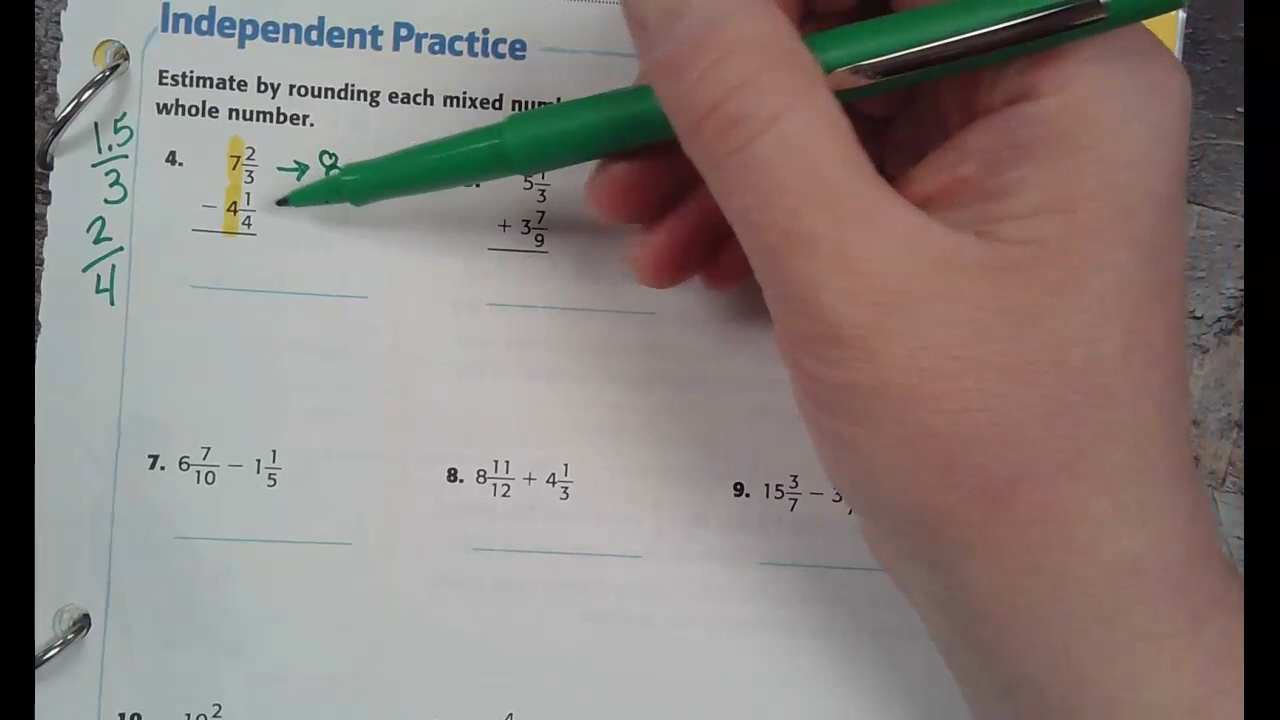 Independent Practice
Estimate by rounding each mixed
whole number.
1.5/3
2/4
4. 7 2/3 → 8
- 4 1/4
5 1/3
+ 3 7/9
7. 6 7/10 - 1 1/5
8. 8 11/12 + 4 1/3
9. 15 3/7 - 3